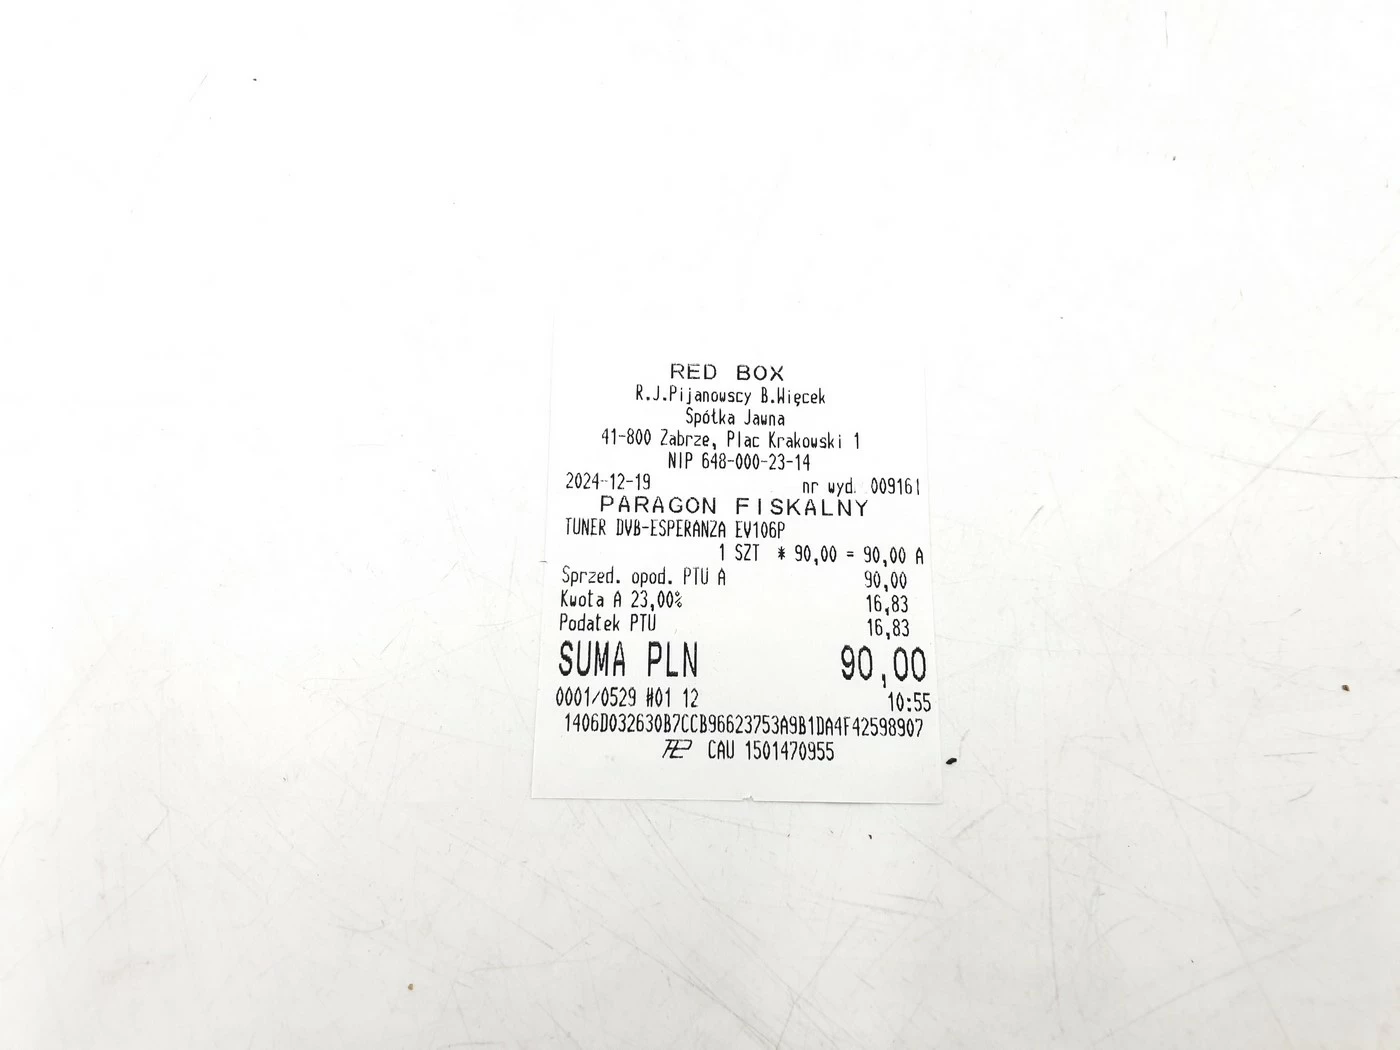 RED BOX
R.J.Pijanowscy B.Więcek
Spółka Jawna
41-800 Zabrze, Plac Krakowski 1
NIP 648-000-23-14
2024-12-19 nr wyd. 009161
PARAGON FISKALNY
TUNER DVB-ESPERANZA EV106P
1 SZT * 90,00 = 90,00 A
Sprzed. opod. PTU A 90,00
Kwota A 23,00% 16,83
Podatek PTU 16,83
SUMA PLN 90,00
0001/0529 #01 12 10:55
1406D032630B7CCB96623753A9B1DA4F42598907
CAU 1501470955